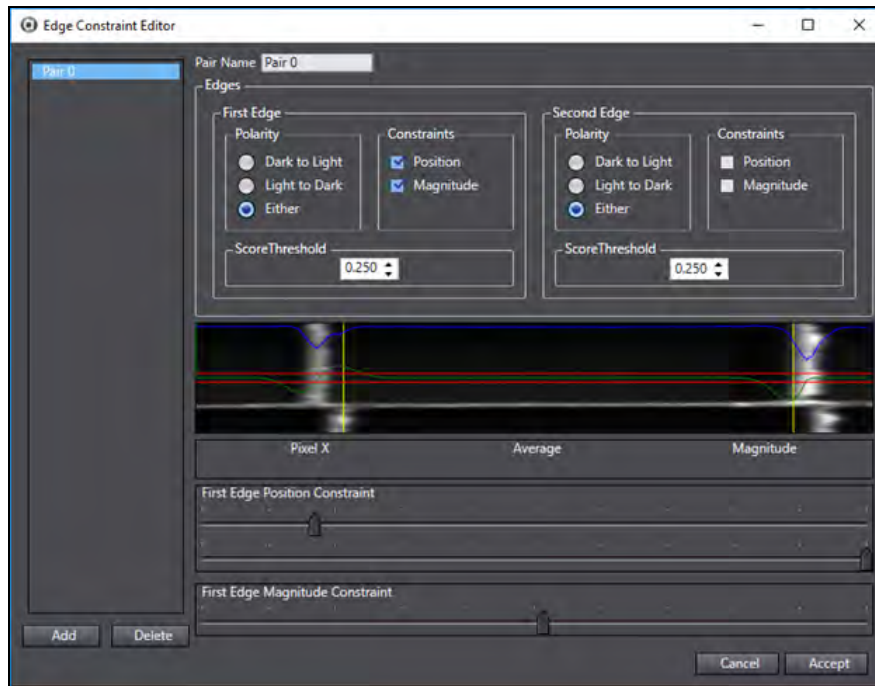 Edge Constraint Editor
Pair 0
Pair Name Pair 0
Edges
First Edge
Second Edge
Polarity Constraints
Polarity Constraints
Dark to Light Position
Dark to Light Position
Light to Dark Magnitude
Light to Dark Magnitude
Either
Either
ScoreThreshold
ScoreThreshold
0.250
0.250
Pixel X Average Magnitude
First Edge Position Constraint
First Edge Magnitude Constraint
Add Delete
Cancel Accept